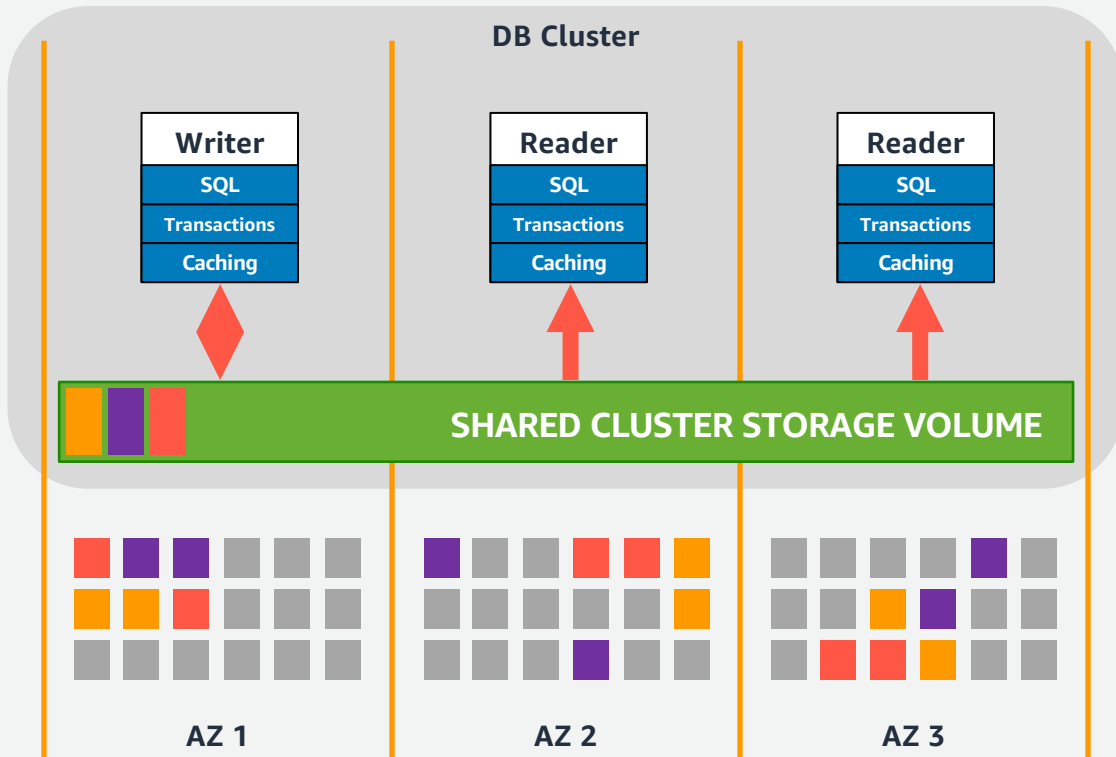 DB Cluster
Writer
SQL
Transactions
Caching
Reader
SQL
Transactions
Caching
Reader
SQL
Transactions
Caching
SHARED CLUSTER STORAGE VOLUME
AZ 1
AZ 2
AZ 3